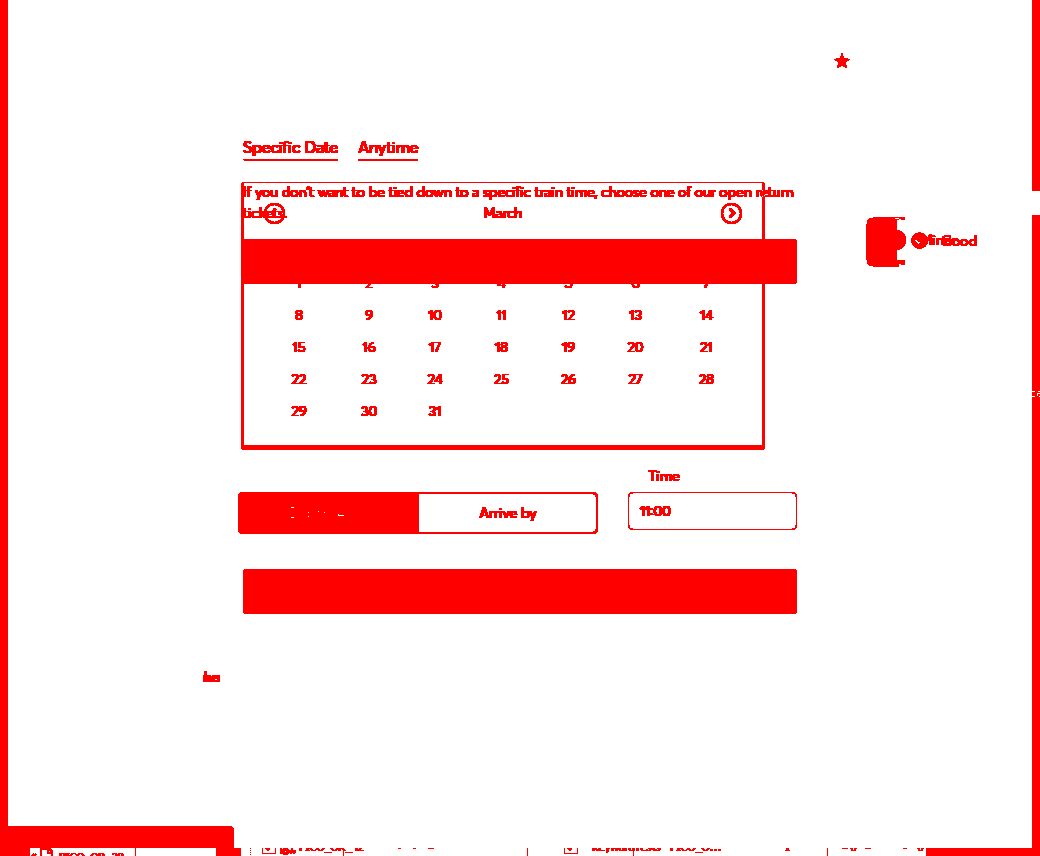 Specific Date Anytime
If you don't want to be tied down to a specific train time, choose one of our open return
tickets.
March
1 2 3 4 5 6 7
8 9 10 11 12 13 14
15 16 17 18 19 20 21
22 23 24 25 26 27 28
29 30 31
Time
Arrive by 11:00